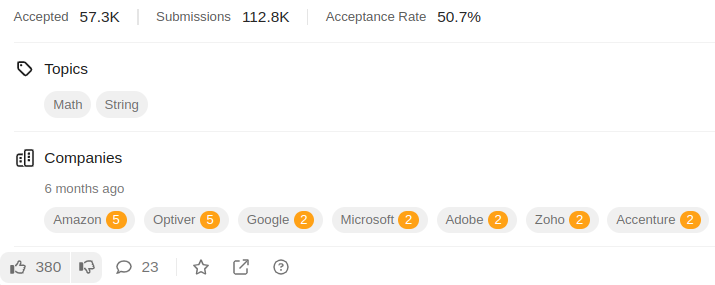 Accepted 57.3K Submissions 112.8K Acceptance Rate 50.7%
Topics
Math String
Companies
6 months ago
Amazon 5 Optiver 5 Google 2 Microsoft 2 Adobe 2 Zoho 2 Accenture 2
380 23